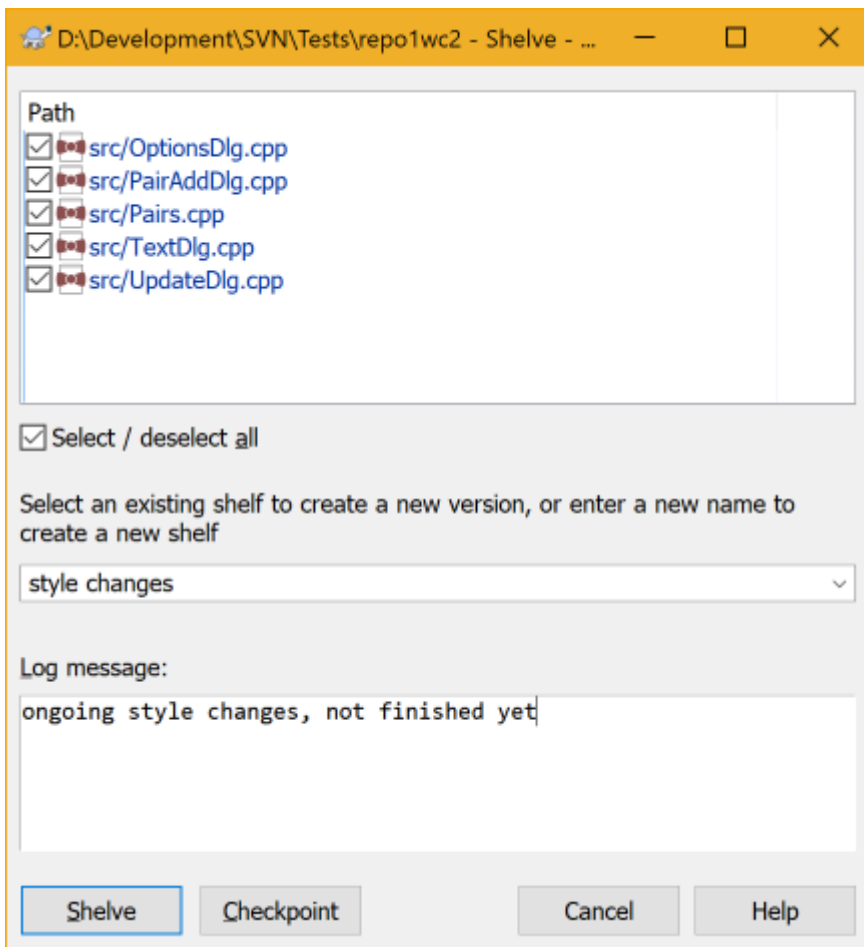 D:\Development\SVN\Tests\repo1wc2 - Shelve - ...
Path
src/OptionsDlg.cpp
src/PairAddDlg.cpp
src/Pairs.cpp
src/TextDlg.cpp
src/UpdateDlg.cpp
Select / deselect all
Select an existing shelf to create a new version, or enter a new name to
create a new shelf
style changes
Log message:
ongoing style changes, not finished yet
Shelve Checkpoint Cancel Help